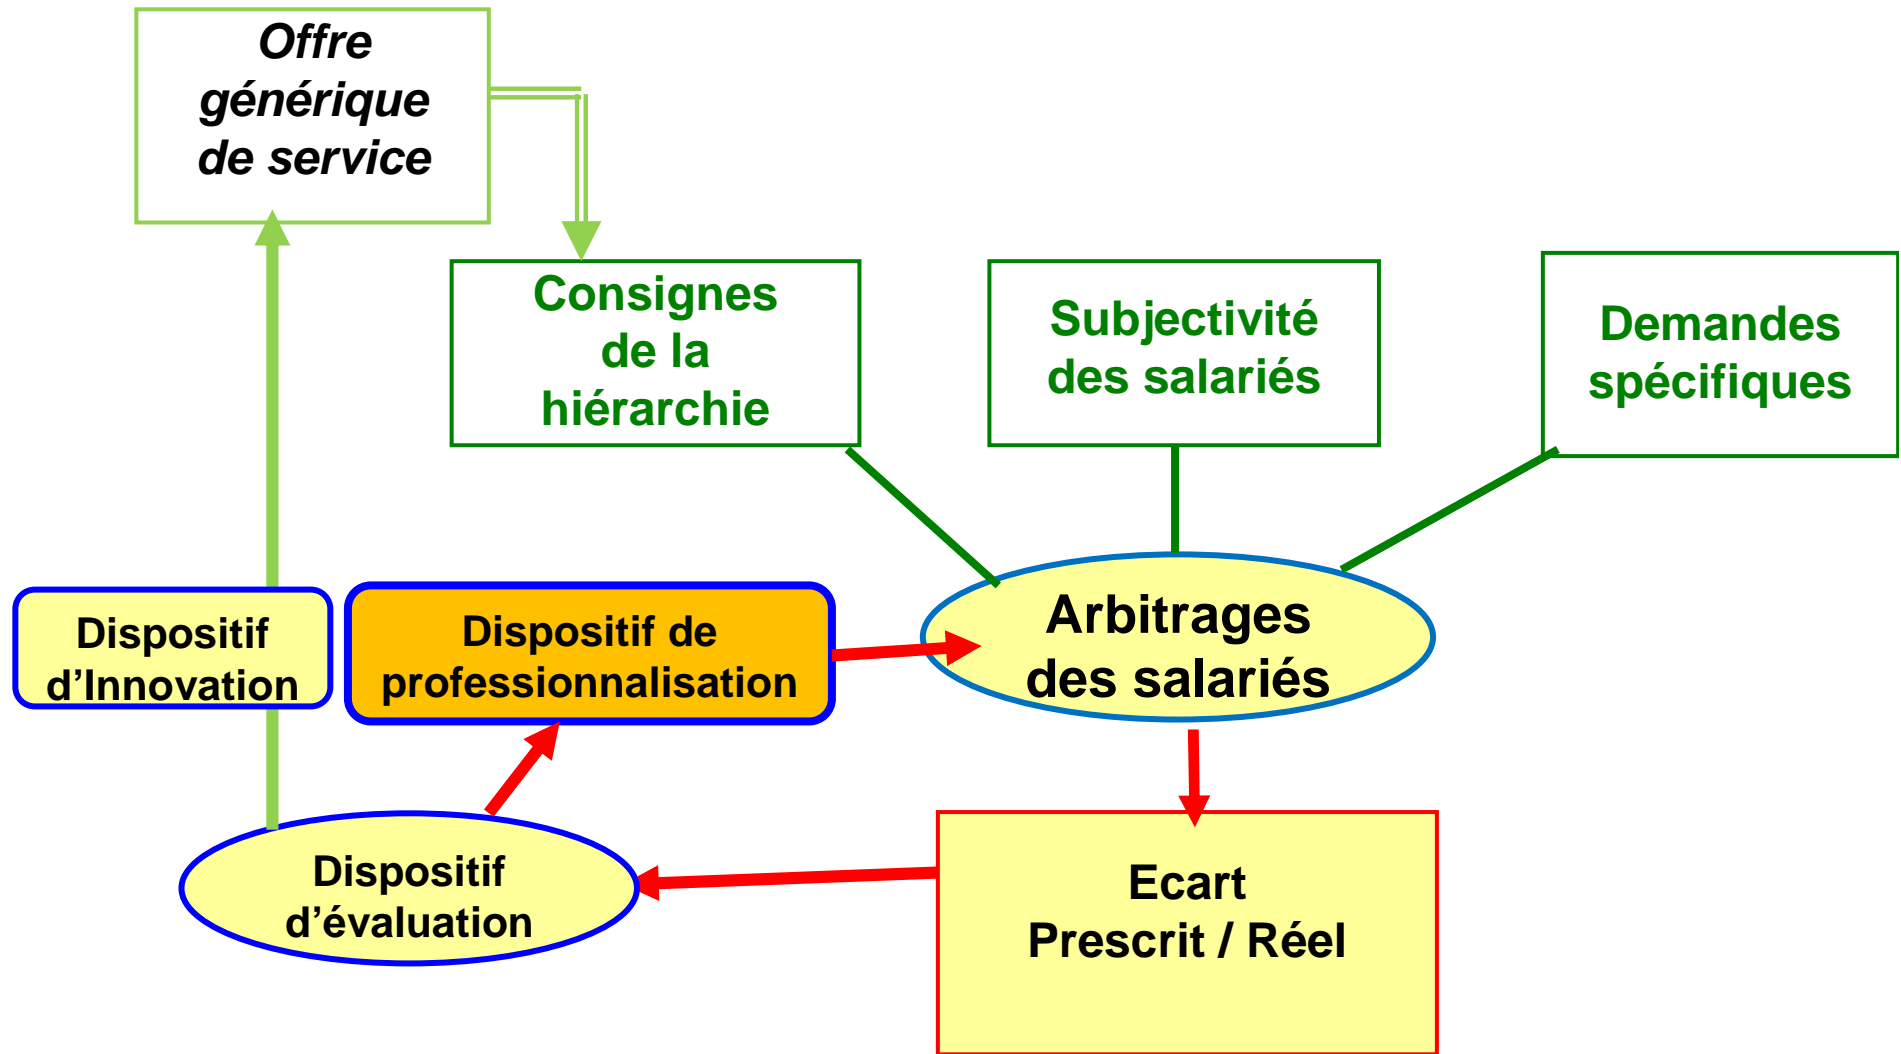 Offre
générique
de service
Consignes
de la
hiérarchie
Subjectivité
des salariés
Demandes
spécifiques
Dispositif
d’Innovation
Dispositif de
professionnalisation
Arbitrages
des salariés
Dispositif
d’évaluation
Ecart
Prescrit / Réel